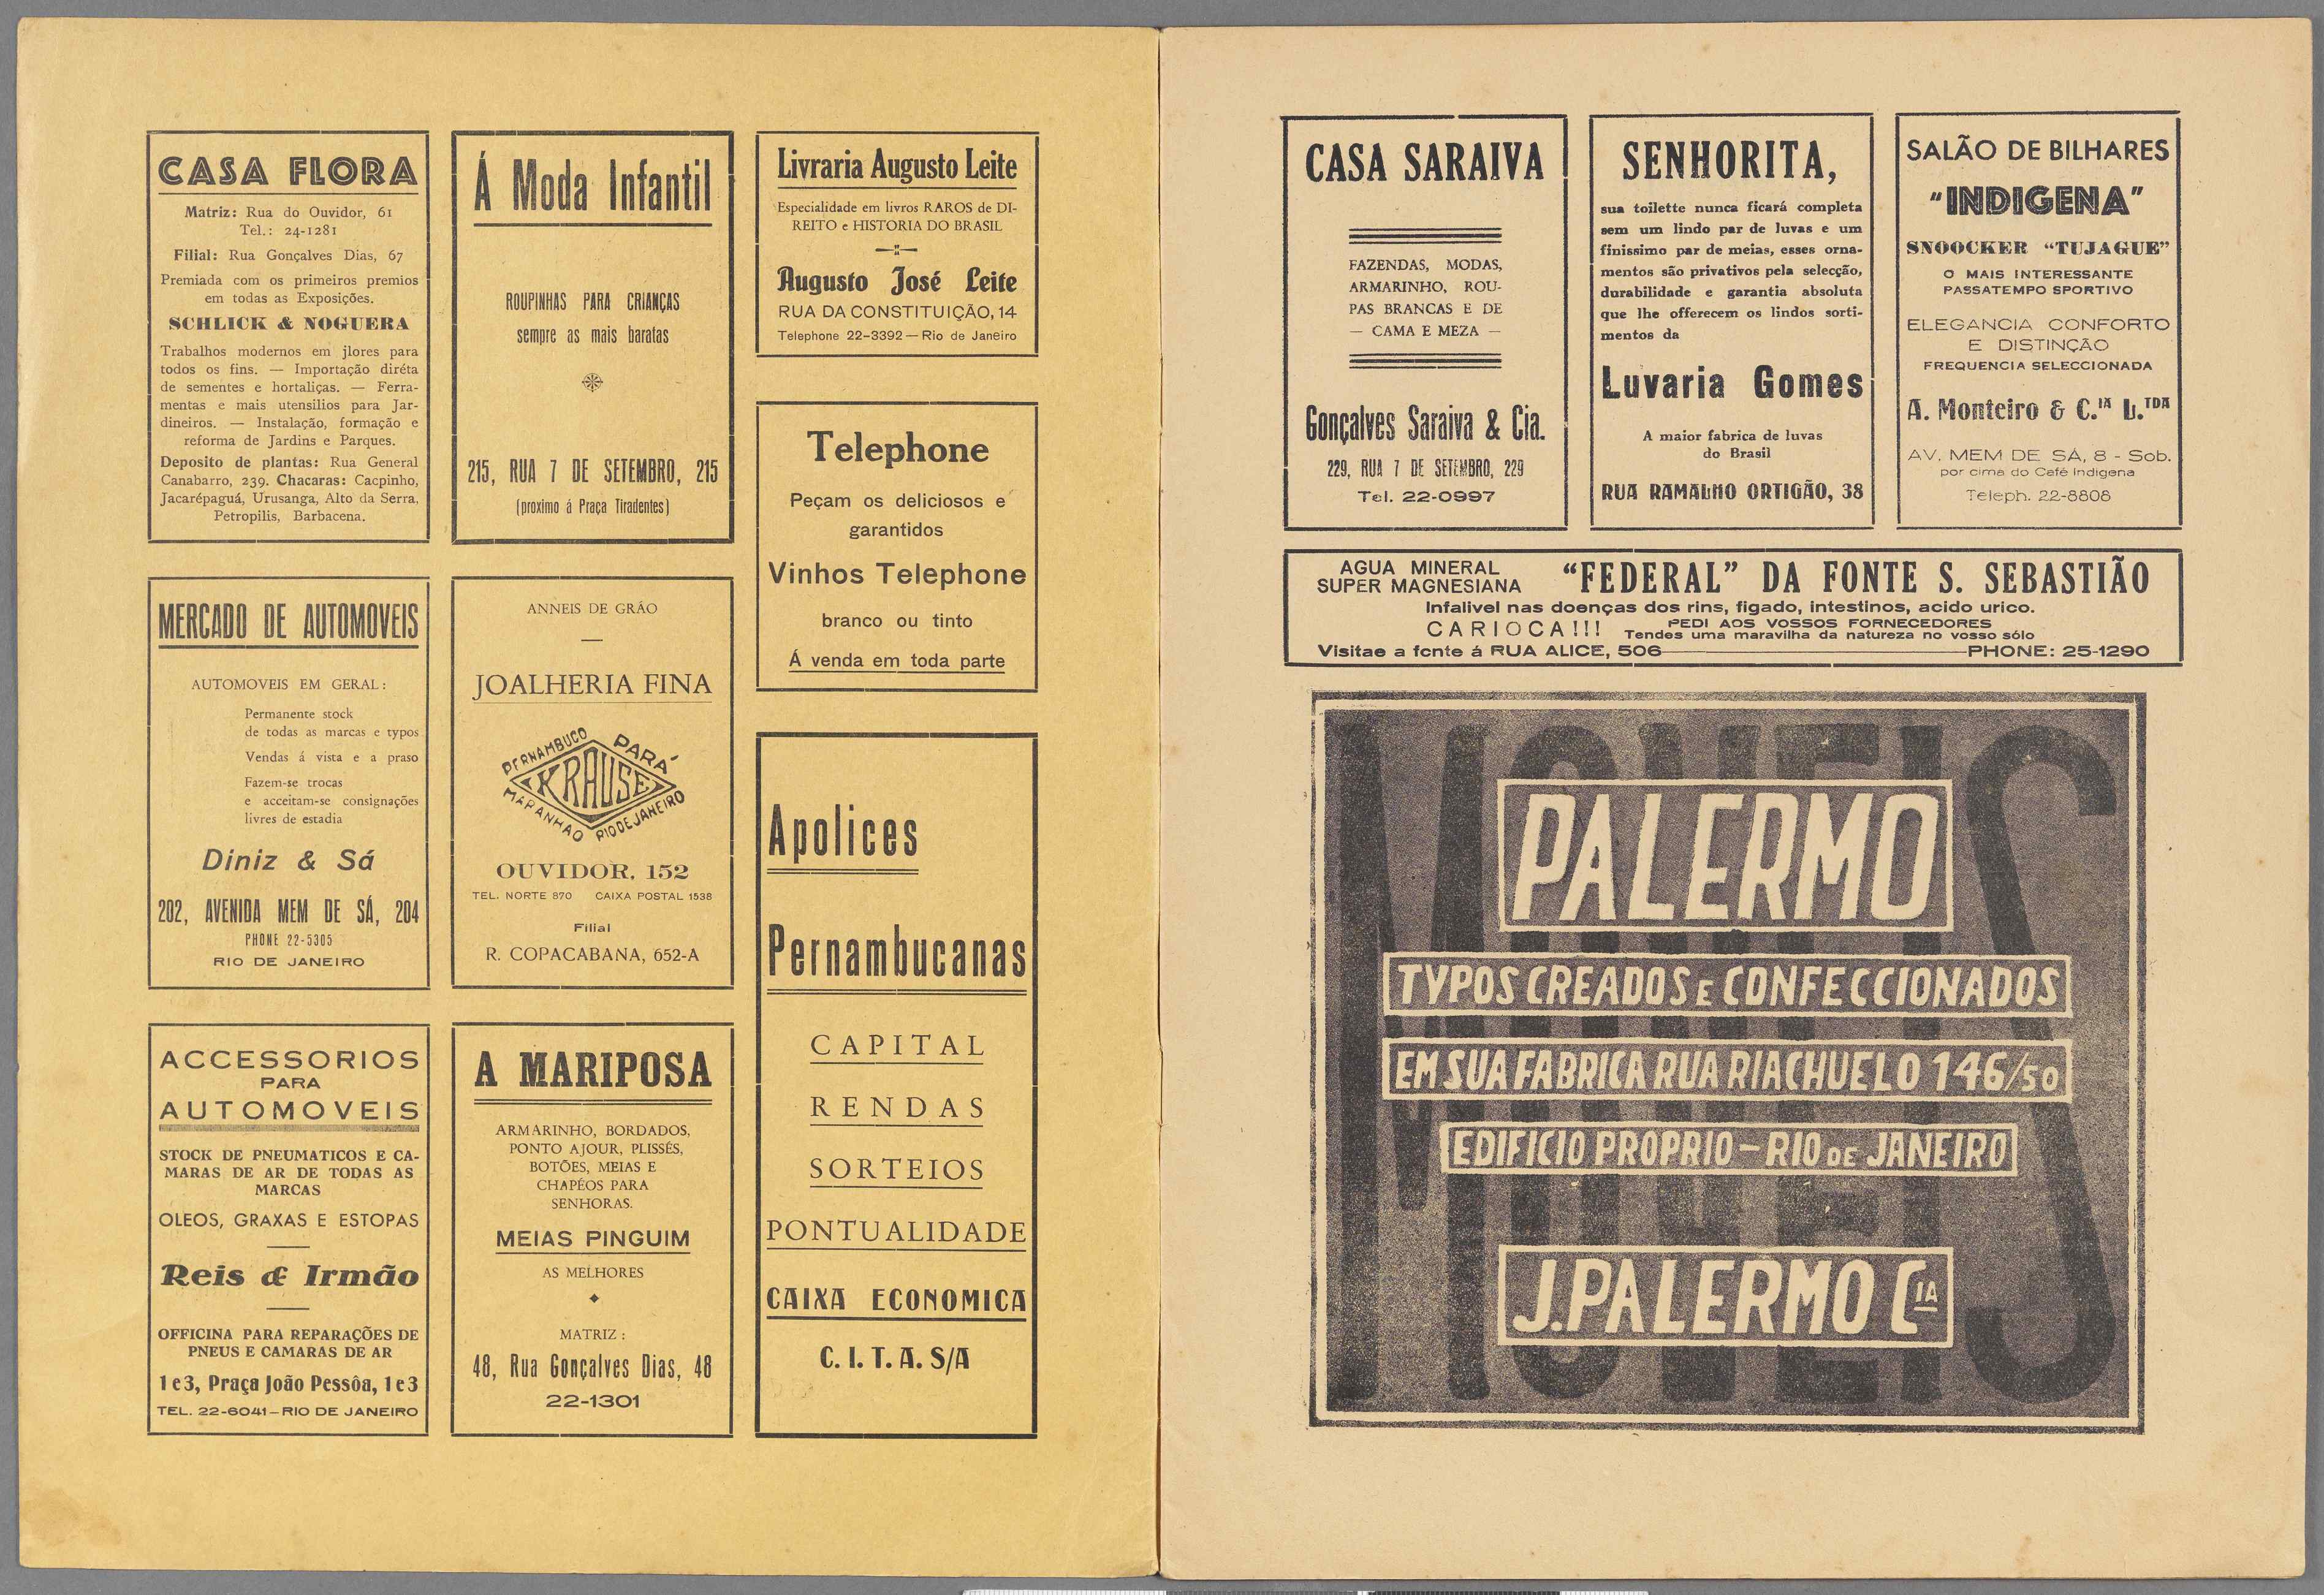 CASA FLORA
Matriz: Rua do Ouvidor, 61
Tel.: 24-1281
Filial: Rua Gonçalves Dias, 67
Premiada com os primeiros premios
em todas as Exposições.
SCHLICK & NOGUERA
Trabalhos modernos em jlores para
todos os fins. — Importação diréta
de sementes e hortaliças. — Ferra-
mentas e mais utensilios para Jar-
dineiros. — Instalação, formação e
reforma de Jardins e Parques.
Deposito de plantas: Rua General
Canabarro, 239. Chacaras: Cacpinho,
Jacarépaguá, Urusanga, Alto da Serra,
Petropilis, Barbacena.
MERCADO DE AUTOMOVEIS
AUTOMOVEIS EM GERAL:
Permanente stock
de todas as marcas e typos
Vendas á vista e a praso
Fazem-se trocas
e acceitam-se consignações
livres de estadia
Diniz & Sá
202, AVENIDA MEM DE SÁ, 204
PHONE 22-5305
RIO DE JANEIRO
ACCESSORIOS
PARA
AUTOMOVEIS
STOCK DE PNEUMATICOS E CA-
MARAS DE AR DE TODAS AS
MARCAS
OLEOS, GRAXAS E ESTOPAS
Reis & Irmão
OFFICINA PARA REPARAÇÕES DE
PNEUS E CAMARAS DE AR
1 e 3, Praça João Pessôa, 1 e 3
TEL. 22-6041—RIO DE JANEIRO
Á Moda Infantil
ROUPINHAS PARA CRIANÇAS
sempre as mais baratas
215, RUA 7 DE SETEMBRO, 215
(proximo á Praça Tiradentes)
ANNEIS DE GRÁO
JOALHERIA FINA
PERNAMBUCO PARÁ
KRAUSE
MARANHAO RIO DE JANEIRO
OUVIDOR, 152
TEL. NORTE 870 CAIXA POSTAL 1538
Filial
R. COPACABANA, 652-A
A MARIPOSA
ARMARINHO, BORDADOS,
PONTO AJOUR, PLISSÉS,
BOTÕES, MEIAS E
CHAPÉOS PARA
SENHORAS.
MEIAS PINGUIM
AS MELHORES
MATRIZ:
48, Rua Gonçalves Dias, 48
22-1301
Livraria Augusto Leite
Especialidade em livros RAROS de DI-
REITO e HISTORIA DO BRASIL
Augusto José Leite
RUA DA CONSTITUIÇÃO, 14
Telephone 22-3392—Rio de Janeiro
Telephone
Peçam os deliciosos e
garantidos
Vinhos Telephone
branco ou tinto
Á venda em toda parte
Apolices
Pernambucanas
CAPITAL
RENDAS
SORTEIOS
PONTUALIDADE
CAIXA ECONOMICA
C. I. T. A. S/A
CASA SARAIVA
FAZENDAS, MODAS,
ARMARINHO, ROU-
PAS BRANCAS E DE
— CAMA E MEZA —
Gonçalves Saraiva & Cia.
229, RUA 7 DE SETEMBRO, 229
Tel. 22-0997
SENHORITA,
sua toilette nunca ficará completa
sem um lindo par de luvas e um
finissimo par de meias, esses orna-
mentos são privativos pela selecção,
durabilidade e garantia absoluta
que lhe offerecem os lindos sorti-
mentos da
Luvaria Gomes
A maior fabrica de luvas
do Brasil
RUA RAMALHO ORTIGÃO, 38
SALÃO DE BILHARES
"INDIGENA"
SNOOCKER "TUJAGUE"
O MAIS INTERESSANTE
PASSATEMPO SPORTIVO
ELEGANCIA CONFORTO
E DISTINÇÃO
FREQUENCIA SELECCIONADA
A. Monteiro & C.IA L.TDA
AV. MEM DE SÁ, 8 - Sob.
por cima do Café Indigena
Teleph. 22-8808
AGUA MINERAL
SUPER MAGNESIANA
"FEDERAL" DA FONTE S. SEBASTIÃO
Infalivel nas doenças dos rins, figado, intestinos, acido urico.
CARIOCA!!! PEDI AOS VOSSOS FORNECEDORES
Tendes uma maravilha da natureza no vosso sólo
Visitae a fcnte á RUA ALICE, 506 — PHONE: 25-1290
MOVEIS
PALERMO
TYPOS CREADOS E CONFECCIONADOS
EM SUA FABRICA RUA RIACHUELO 146/50
EDIFICIO PROPRIO — RIO DE JANEIRO
J. PALERMO CIA